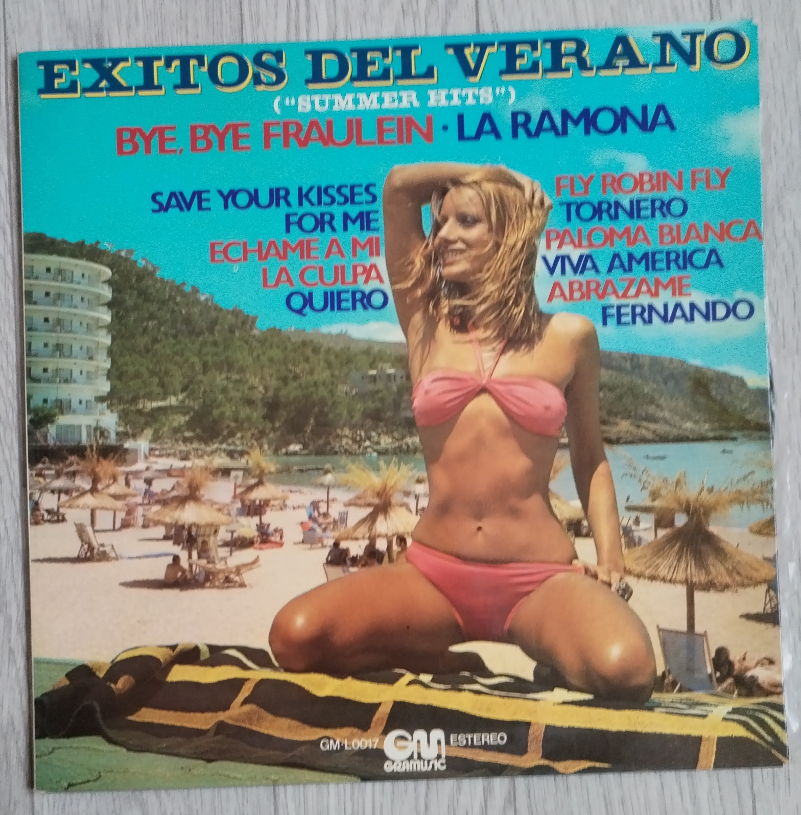 EXITOS DEL VERANO
("SUMMER HITS")
BYE, BYE FRAULEIN · LA RAMONA
SAVE YOUR KISSES
FOR ME
ECHAME A MI
LA CULPA
QUIERO
FLY ROBIN FLY
TORNERO
PALOMA BIANCA
VIVA AMERICA
ABRAZAME
FERNANDO
GM-L0017 GM ESTEREO
GRAMUSIC